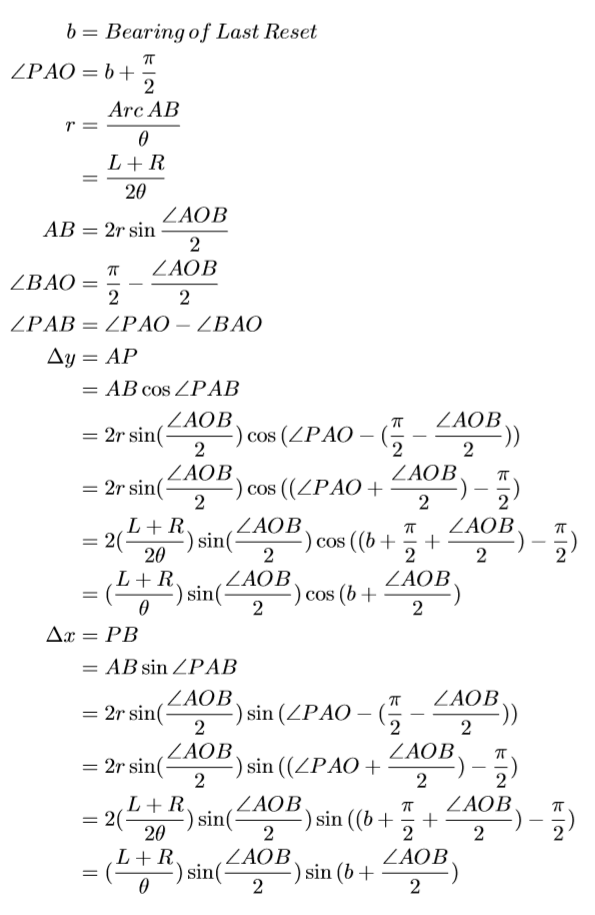 b = Bearing of Last Reset
∠PAO = b + π/2
r = Arc AB/θ
= (L + R)/(2θ)
AB = 2r sin ∠AOB/2
∠BAO = π/2 − ∠AOB/2
∠PAB = ∠PAO − ∠BAO
Δy = AP
= AB cos ∠PAB
= 2r sin(∠AOB/2) cos (∠PAO − (π/2 − ∠AOB/2))
= 2r sin(∠AOB/2) cos ((∠PAO + ∠AOB/2) − π/2)
= 2((L + R)/(2θ)) sin(∠AOB/2) cos ((b + π/2 + ∠AOB/2) − π/2)
= ((L + R)/θ) sin(∠AOB/2) cos (b + ∠AOB/2)
Δx = PB
= AB sin ∠PAB
= 2r sin(∠AOB/2) sin (∠PAO − (π/2 − ∠AOB/2))
= 2r sin(∠AOB/2) sin ((∠PAO + ∠AOB/2) − π/2)
= 2((L + R)/(2θ)) sin(∠AOB/2) sin ((b + π/2 + ∠AOB/2) − π/2)
= ((L + R)/θ) sin(∠AOB/2) sin (b + ∠AOB/2)